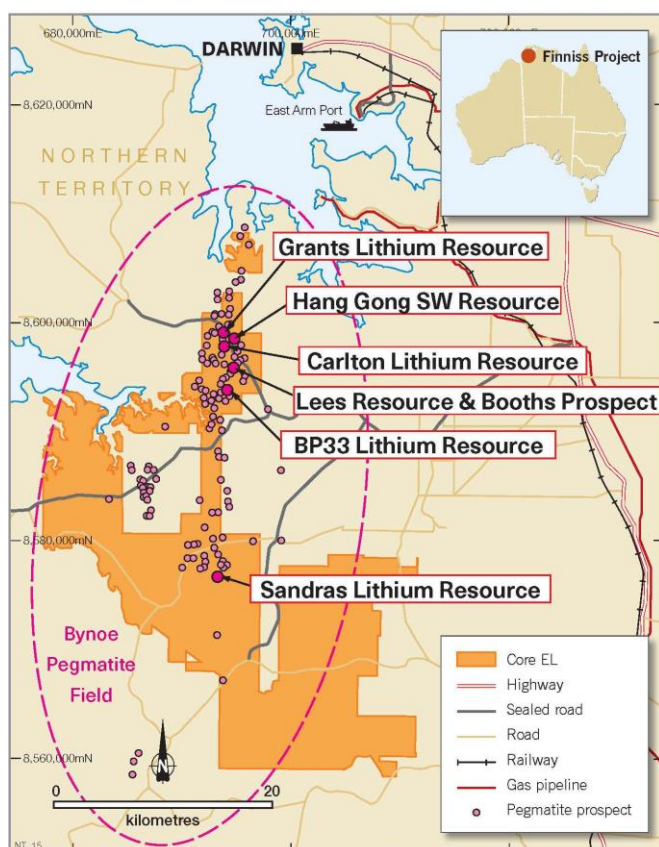 680,000mE
700,000mE
DARWIN
Finniss Project
8,620,000mN
East Arm Port
NORTHERN
TERRITORY
Grants Lithium Resource
Hang Gong SW Resource
8,600,000mN
Carlton Lithium Resource
Lees Resource & Booths Prospect
BP33 Lithium Resource
8,580,000mN
Sandras Lithium Resource
Bynoe
Pegmatite
Field
Core EL
Highway
Sealed road
Road
Railway
Gas pipeline
Pegmatite prospect
8,560,000mN
N
0
20
kilometres